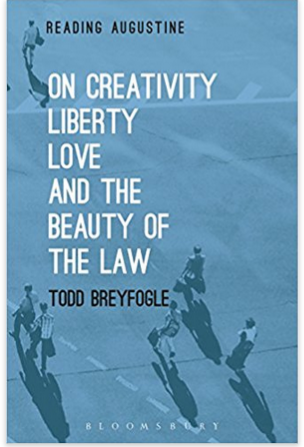 READING AUGUSTINE
ON CREATIVITY
LIBERTY
LOVE
AND THE
BEAUTY OF
THE LAW
TODD BREYFOGLE
BLOOMSBURY